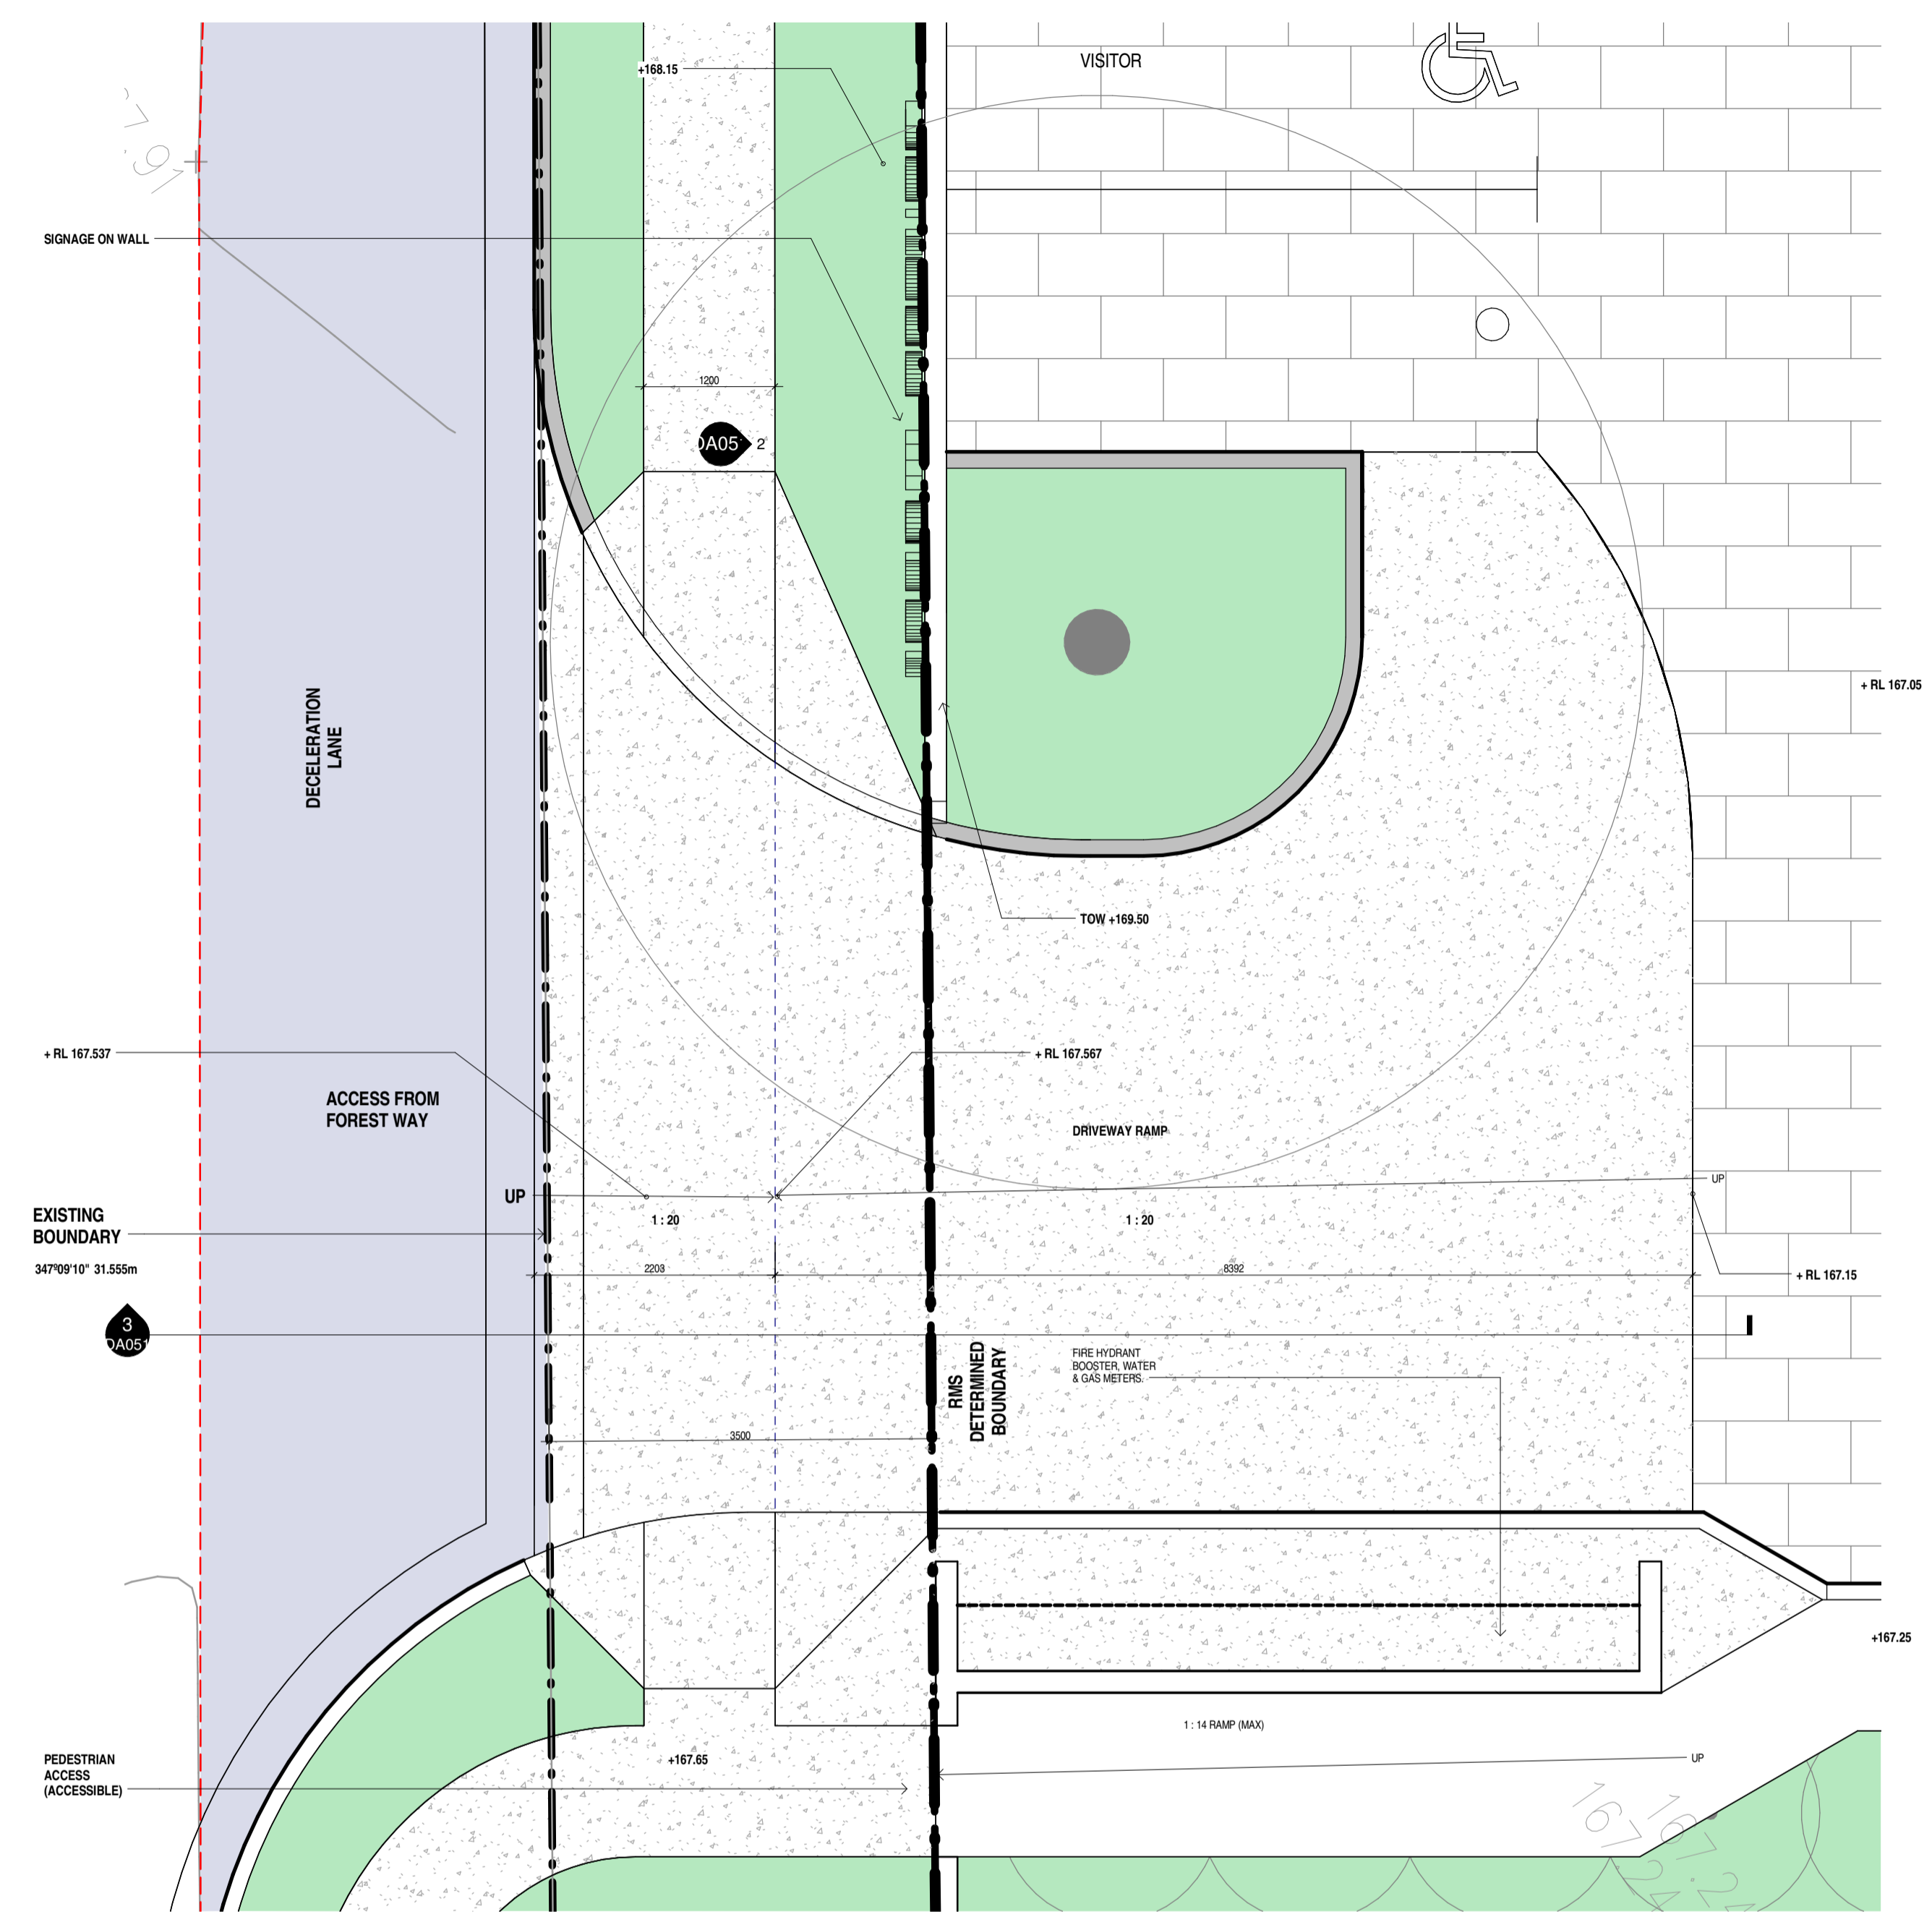 VISITOR
+168.15
SIGNAGE ON WALL
1200
DA05
2
+ RL 167.05
DECELERATION
LANE
TOW +169.50
+ RL 167.537
+ RL 167.567
ACCESS FROM
FOREST WAY
DRIVEWAY RAMP
UP
UP
EXISTING
BOUNDARY
1 : 20
1 : 20
347°09'10" 31.555m
2203
8392
+ RL 167.15
3
DA051
RMS
DETERMINED
BOUNDARY
FIRE HYDRANT
BOOSTER, WATER
& GAS METERS.
3500
+167.25
1 : 14 RAMP (MAX)
PEDESTRIAN
ACCESS
(ACCESSIBLE)
+167.65
UP